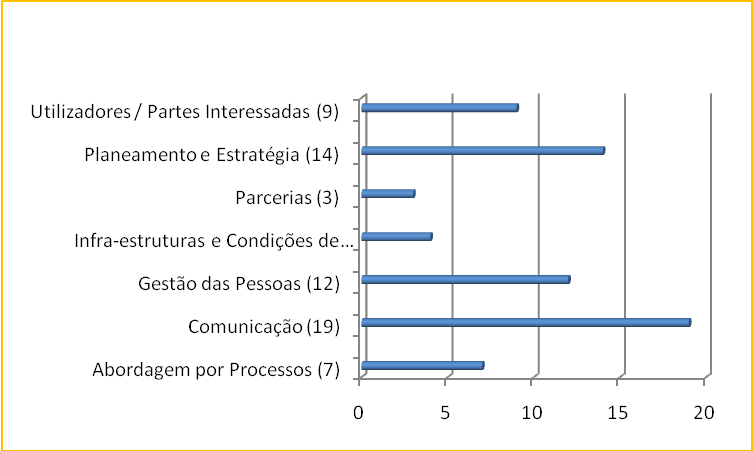 Utilizadores / Partes Interessadas (9)
Planeamento e Estratégia (14)
Parcerias (3)
Infra-estruturas e Condições de...
Gestão das Pessoas (12)
Comunicação (19)
Abordagem por Processos (7)
0 5 10 15 20